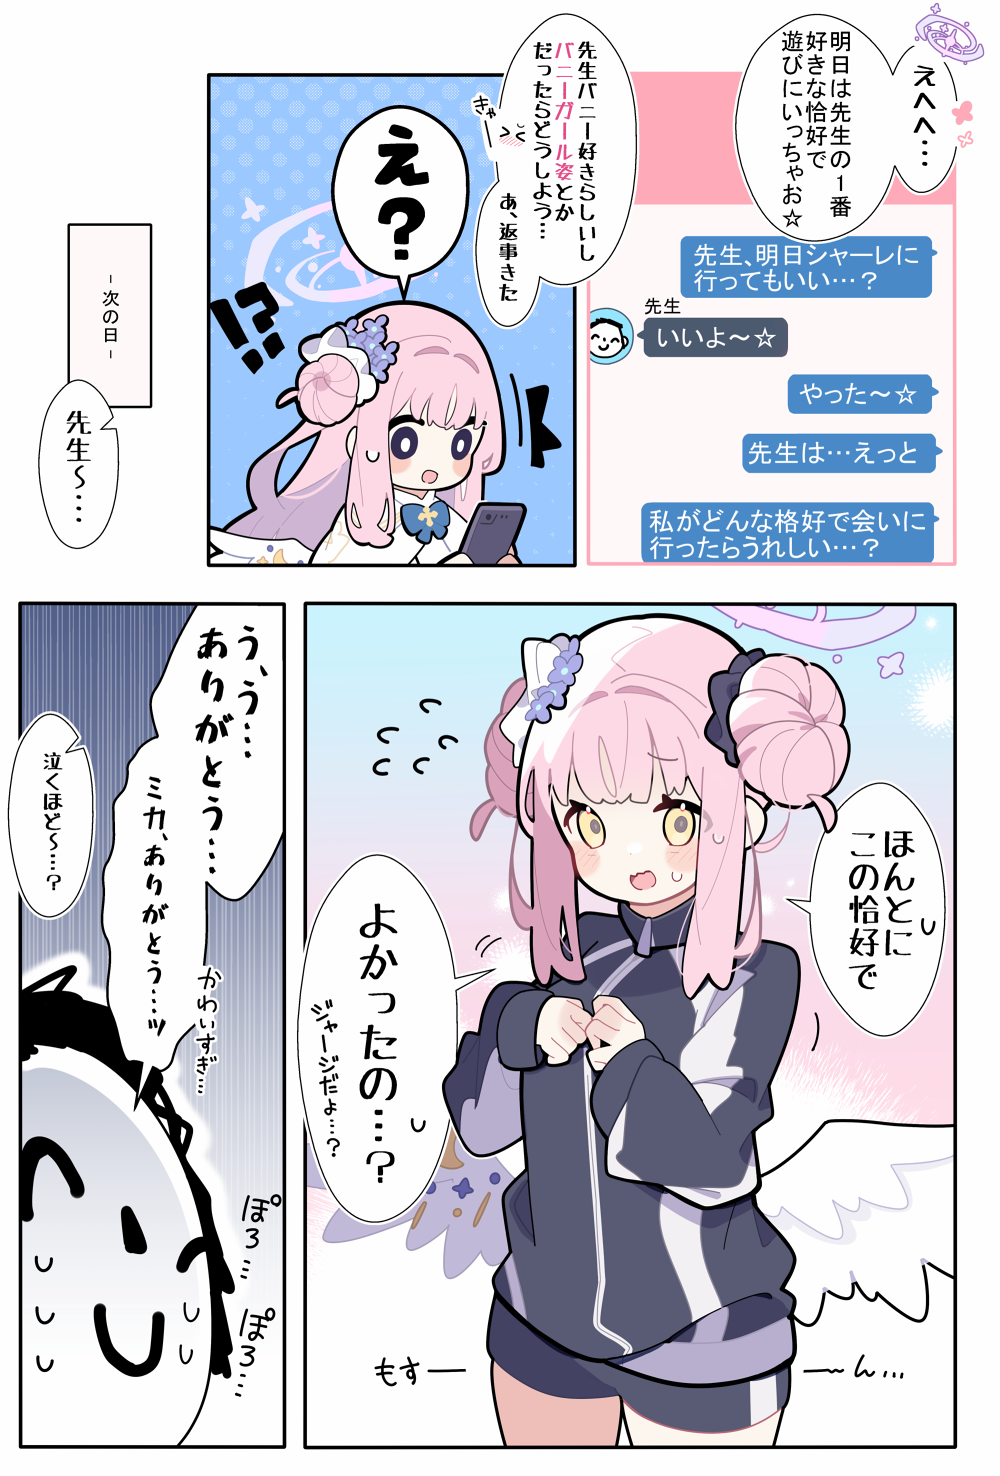 えへへ…
明日は先生の１番
好きな恰好で
遊びにいっちゃお☆
先生、明日シャーレに
行ってもいい…？
先生
いいよ～☆
やった～☆
先生は…えっと
私がどんな格好で会いに
行ったらうれしい…？
先生バニー好きらしいし
バニーガール姿とか
だったらどうしよう…
きゃー
あ、返事きた
え？
!?
-次の日-
先生～…
ほんとに
この恰好で
よかったの…？
ジャージだよ…？
もすー
～ん…
う、う…
ありがとう…
ミカ、ありがとう…ッ
かわいすぎ…
泣くほど～…？
ぽろ…
ぽろ…